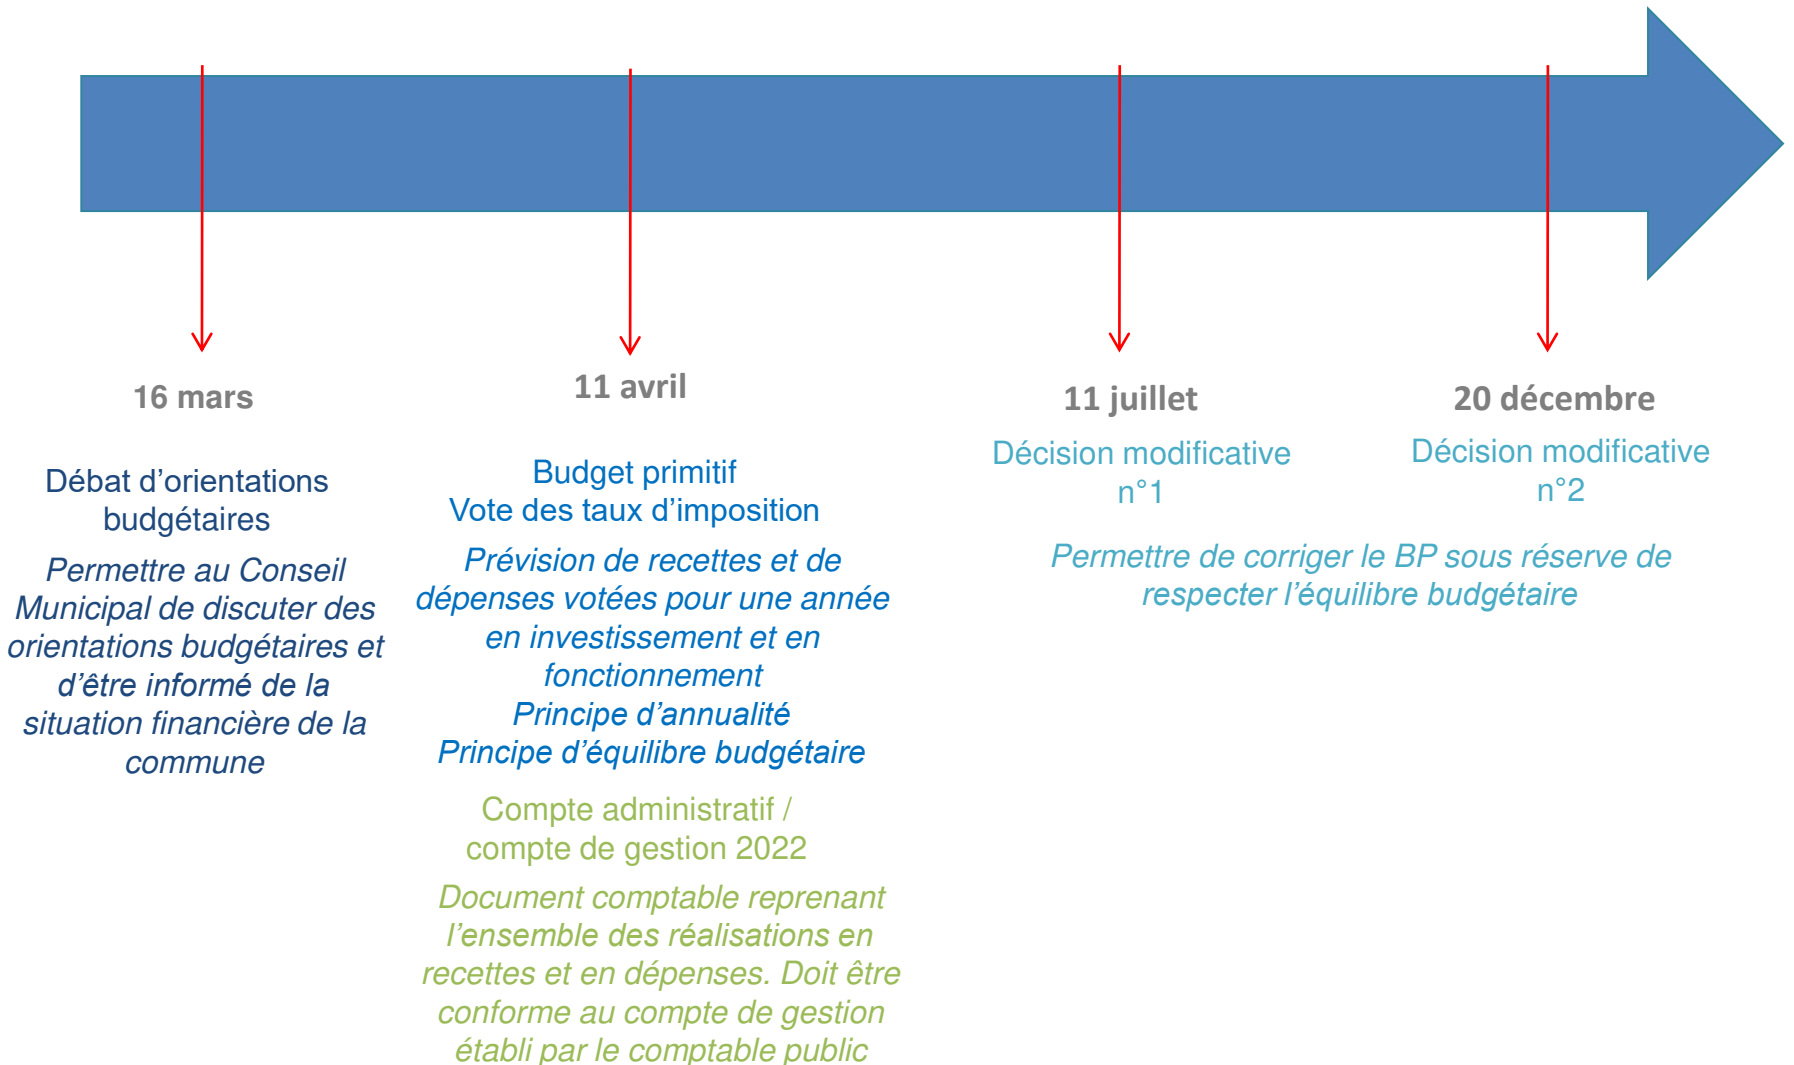 16 mars
Débat d’orientations
budgétaires
Permettre au Conseil
Municipal de discuter des
orientations budgétaires et
d’être informé de la
situation financière de la
commune
11 avril
Budget primitif
Vote des taux d’imposition
Prévision de recettes et de
dépenses votées pour une année
en investissement et en
fonctionnement
Principe d’annualité
Principe d’équilibre budgétaire
Compte administratif /
compte de gestion 2022
Document comptable reprenant
l’ensemble des réalisations en
recettes et en dépenses. Doit être
conforme au compte de gestion
établi par le comptable public
11 juillet
Décision modificative
n°1
20 décembre
Décision modificative
n°2
Permettre de corriger le BP sous réserve de
respecter l’équilibre budgétaire